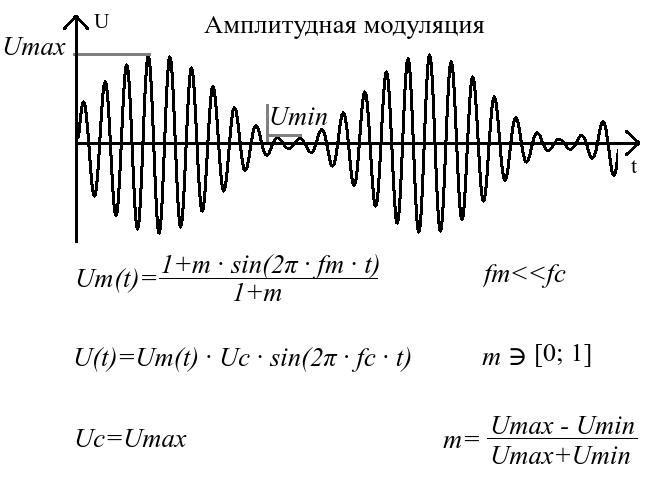 U
Амплитудная модуляция
Umax
Umin
t
Um(t)=(1+m · sin(2π · fm · t))/(1+m)
fm<<fc
U(t)=Um(t) · Uc · sin(2π · fc · t)
m ∋ [0; 1]
Uc=Umax
m=(Umax - Umin)/(Umax+Umin)